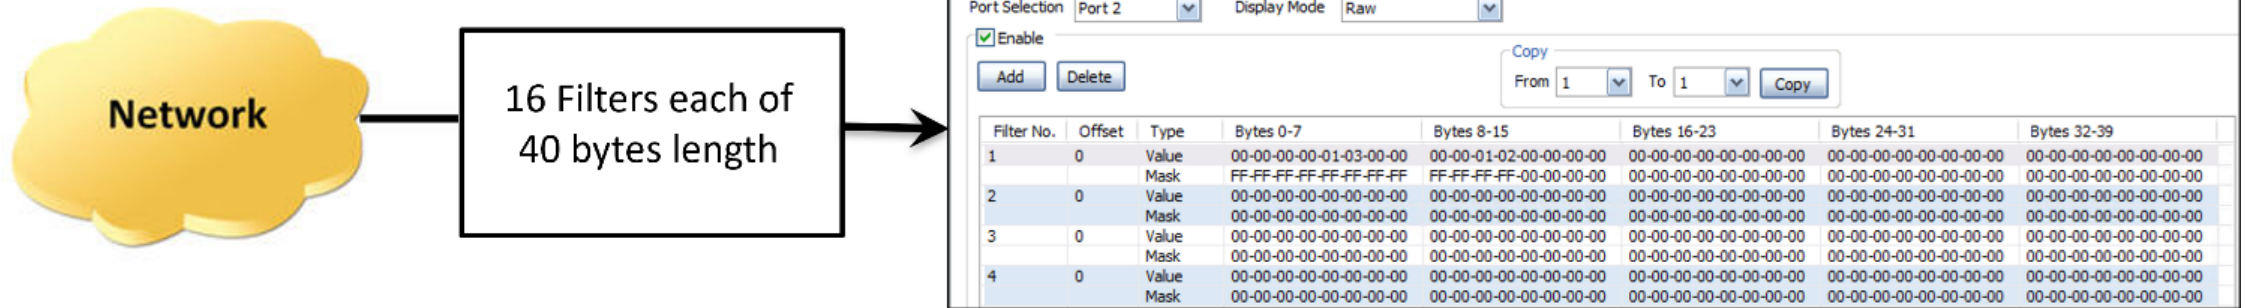 Network
16 Filters each of
40 bytes length
Port Selection Port 2 Display Mode Raw
Enable
Add Delete
Copy
From 1 To 1 Copy
Filter No. Offset Type Bytes 0-7 Bytes 8-15 Bytes 16-23 Bytes 24-31 Bytes 32-39
1 0 Value 00-00-00-00-01-03-00-00 00-00-01-02-00-00-00-00 00-00-00-00-00-00-00-00 00-00-00-00-00-00-00-00 00-00-00-00-00-00-00-00
Mask FF-FF-FF-FF-FF-FF-FF-FF FF-FF-FF-FF-00-00-00-00 00-00-00-00-00-00-00-00 00-00-00-00-00-00-00-00 00-00-00-00-00-00-00-00
2 0 Value 00-00-00-00-00-00-00-00 00-00-00-00-00-00-00-00 00-00-00-00-00-00-00-00 00-00-00-00-00-00-00-00 00-00-00-00-00-00-00-00
Mask 00-00-00-00-00-00-00-00 00-00-00-00-00-00-00-00 00-00-00-00-00-00-00-00 00-00-00-00-00-00-00-00 00-00-00-00-00-00-00-00
3 0 Value 00-00-00-00-00-00-00-00 00-00-00-00-00-00-00-00 00-00-00-00-00-00-00-00 00-00-00-00-00-00-00-00 00-00-00-00-00-00-00-00
Mask 00-00-00-00-00-00-00-00 00-00-00-00-00-00-00-00 00-00-00-00-00-00-00-00 00-00-00-00-00-00-00-00 00-00-00-00-00-00-00-00
4 0 Value 00-00-00-00-00-00-00-00 00-00-00-00-00-00-00-00 00-00-00-00-00-00-00-00 00-00-00-00-00-00-00-00 00-00-00-00-00-00-00-00
Mask 00-00-00-00-00-00-00-00 00-00-00-00-00-00-00-00 00-00-00-00-00-00-00-00 00-00-00-00-00-00-00-00 00-00-00-00-00-00-00-00